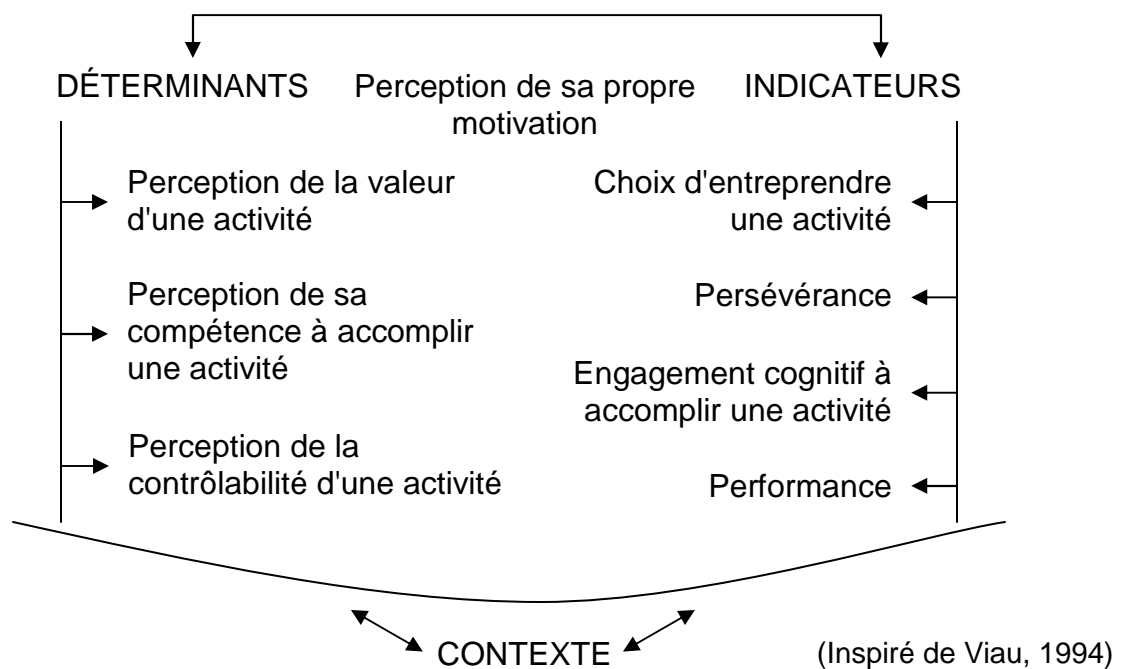 DÉTERMINANTS
Perception de sa propre
motivation
INDICATEURS
Perception de la valeur
d'une activité
Perception de sa
compétence à accomplir
une activité
Perception de la
contrôlabilité d'une activité
Choix d'entreprendre
une activité
Persévérance
Engagement cognitif à
accomplir une activité
Performance
CONTEXTE
(Inspiré de Viau, 1994)